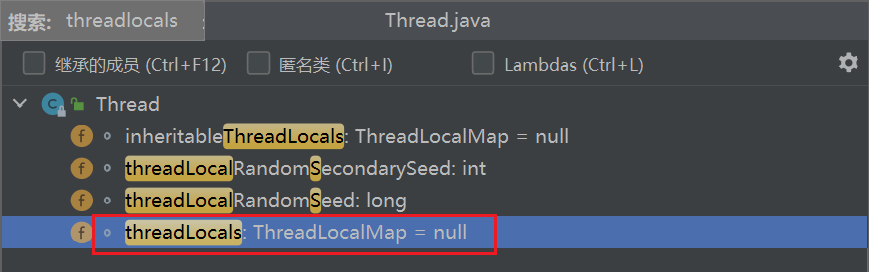 搜索: threadlocals : Thread.java
继承的成员 (Ctrl+F12) 匿名类 (Ctrl+I) Lambdas (Ctrl+L)
Thread
inheritableThreadLocals: ThreadLocalMap = null
threadLocalRandomSecondarySeed: int
threadLocalRandomSeed: long
threadLocals: ThreadLocalMap = null